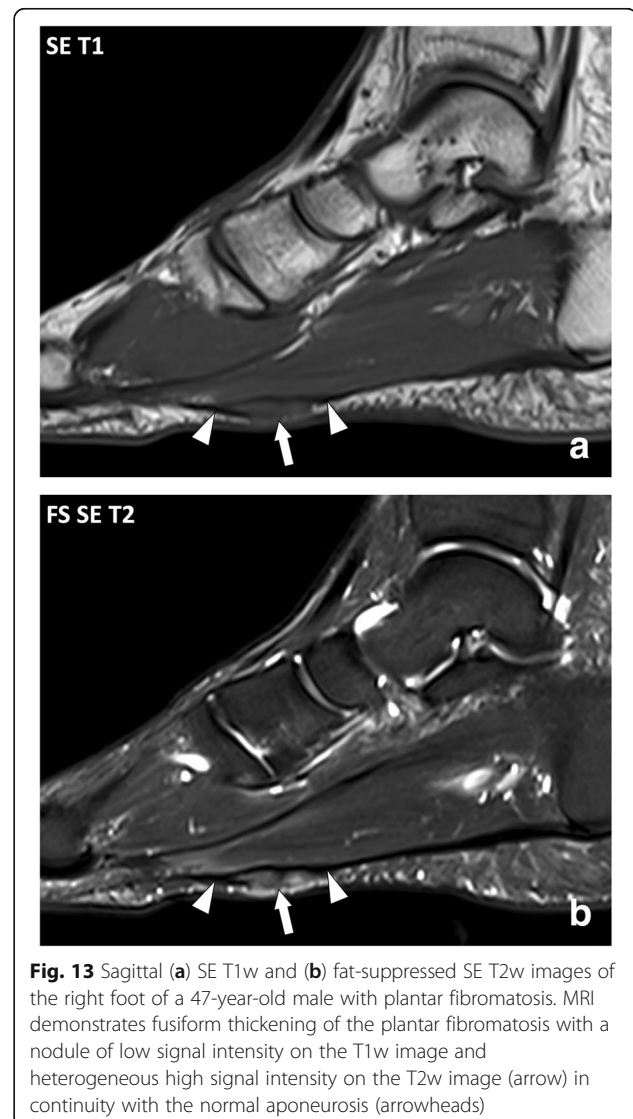 SE T1
a
FS SE T2
b
Fig. 13 Sagittal (a) SE T1w and (b) fat-suppressed SE T2w images of
the right foot of a 47-year-old male with plantar fibromatosis. MRI
demonstrates fusiform thickening of the plantar fibromatosis with a
nodule of low signal intensity on the T1w image and
heterogeneous high signal intensity on the T2w image (arrow) in
continuity with the normal aponeurosis (arrowheads)